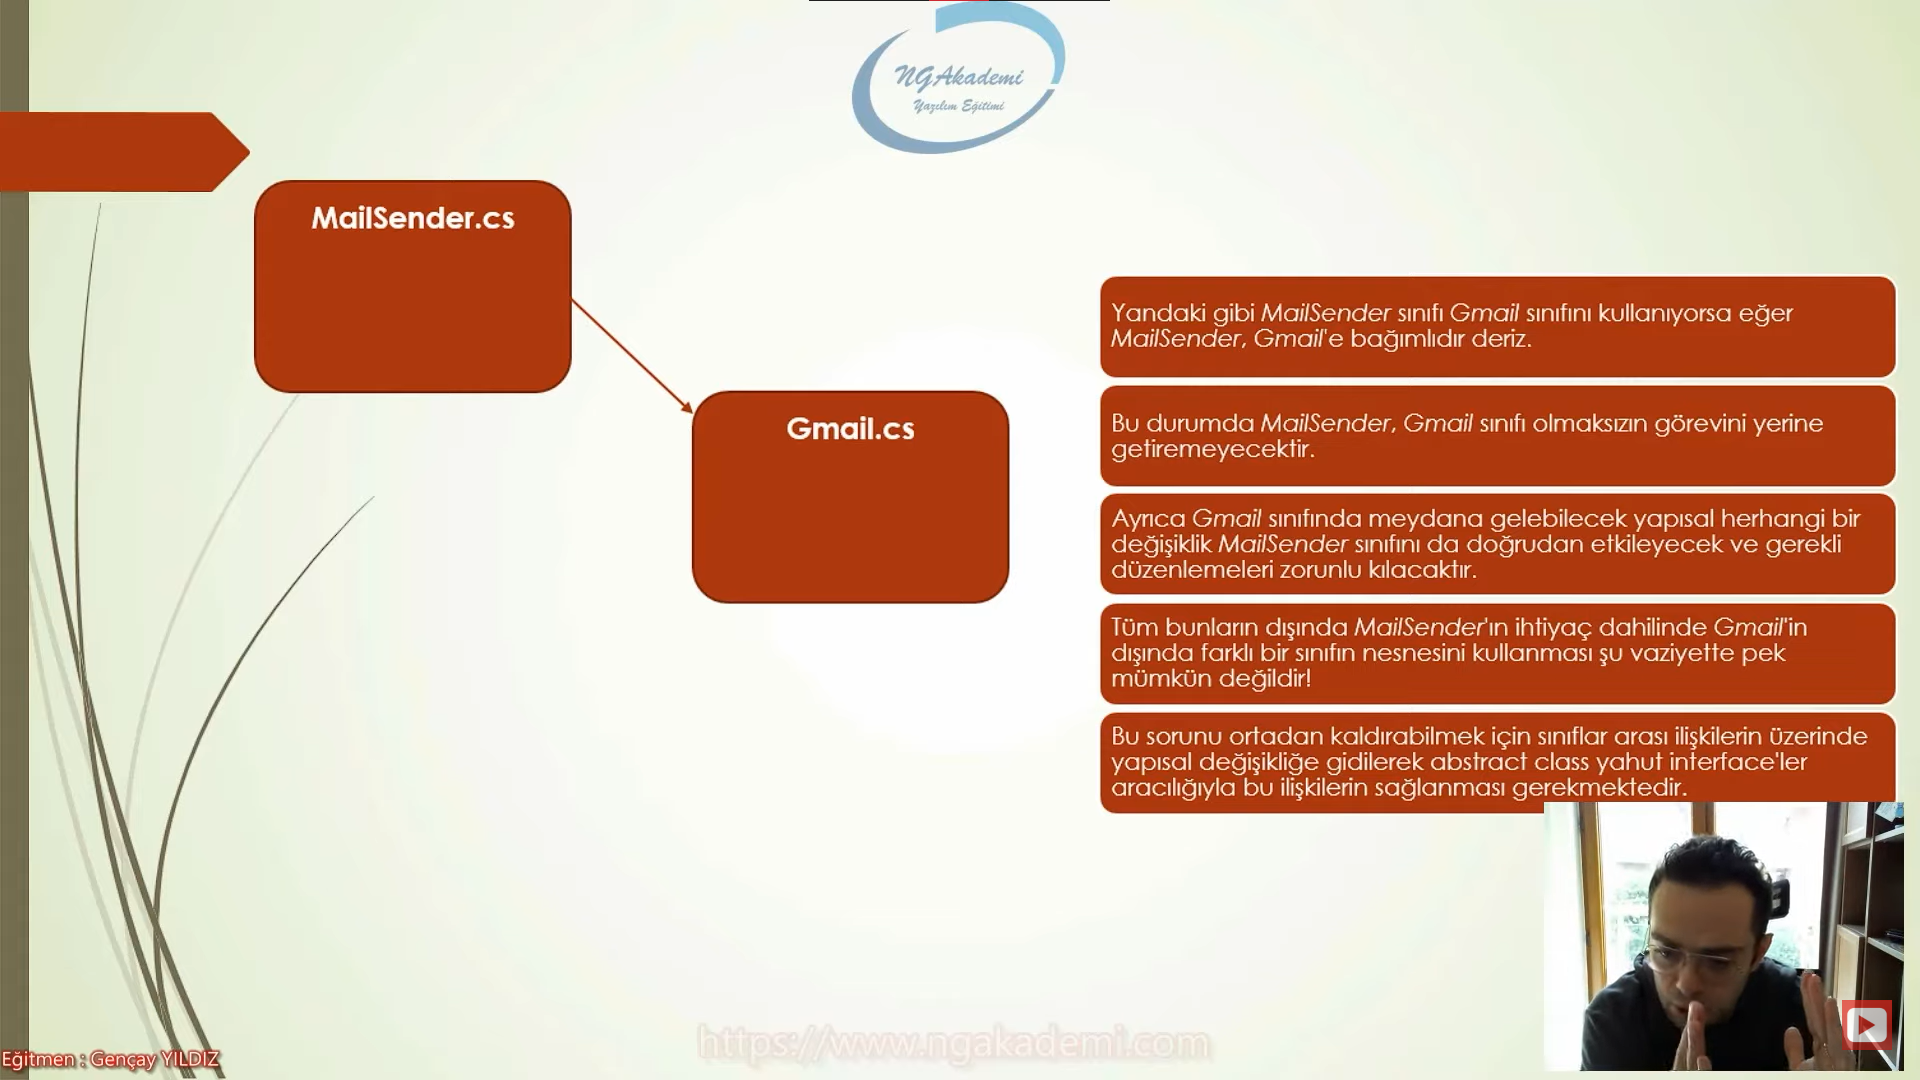 NGAkademi
Yazılım Eğitimi
MailSender.cs
Gmail.cs
Yandaki gibi MailSender sınıfı Gmail sınıfını kullanıyorsa eğer
MailSender, Gmail'e bağımlıdır deriz.
Bu durumda MailSender, Gmail sınıfı olmaksızın görevini yerine
getiremeyecektir.
Ayrıca Gmail sınıfında meydana gelebilecek yapısal herhangi bir
değişiklik MailSender sınıfını da doğrudan etkileyecek ve gerekli
düzenlemeleri zorunlu kılacaktır.
Tüm bunların dışında MailSender'ın ihtiyaç dahilinde Gmail'in
dışında farklı bir sınıfın nesnesini kullanması şu vaziyette pek
mümkün değildir!
Bu sorunu ortadan kaldırabilmek için sınıflar arası ilişkilerin üzerinde
yapısal değişikliğe gidilerek abstract class yahut interface'ler
aracılığıyla bu ilişkilerin sağlanması gerekmektedir.
https://www.ngakademi.com
Eğitmen : Gençay YILDIZ